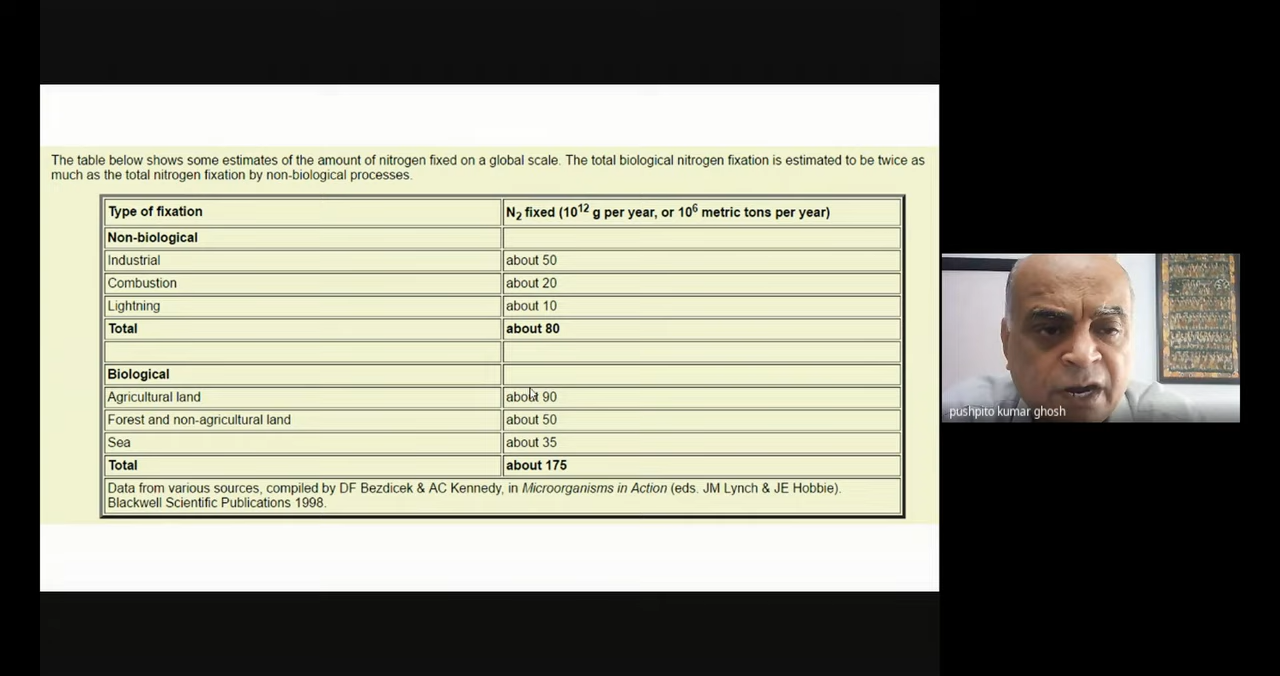 The table below shows some estimates of the amount of nitrogen fixed on a global scale. The total biological nitrogen fixation is estimated to be twice as
much as the total nitrogen fixation by non-biological processes.
Type of fixation N2 fixed (10^12 g per year, or 10^6 metric tons per year)
Non-biological
Industrial about 50
Combustion about 20
Lightning about 10
Total about 80
Biological
Agricultural land about 90
Forest and non-agricultural land about 50
Sea about 35
Total about 175
Data from various sources, compiled by DF Bezdicek & AC Kennedy, in Microorganisms in Action (eds. JM Lynch & JE Hobbie).
Blackwell Scientific Publications 1998.
pushpito kumar ghosh